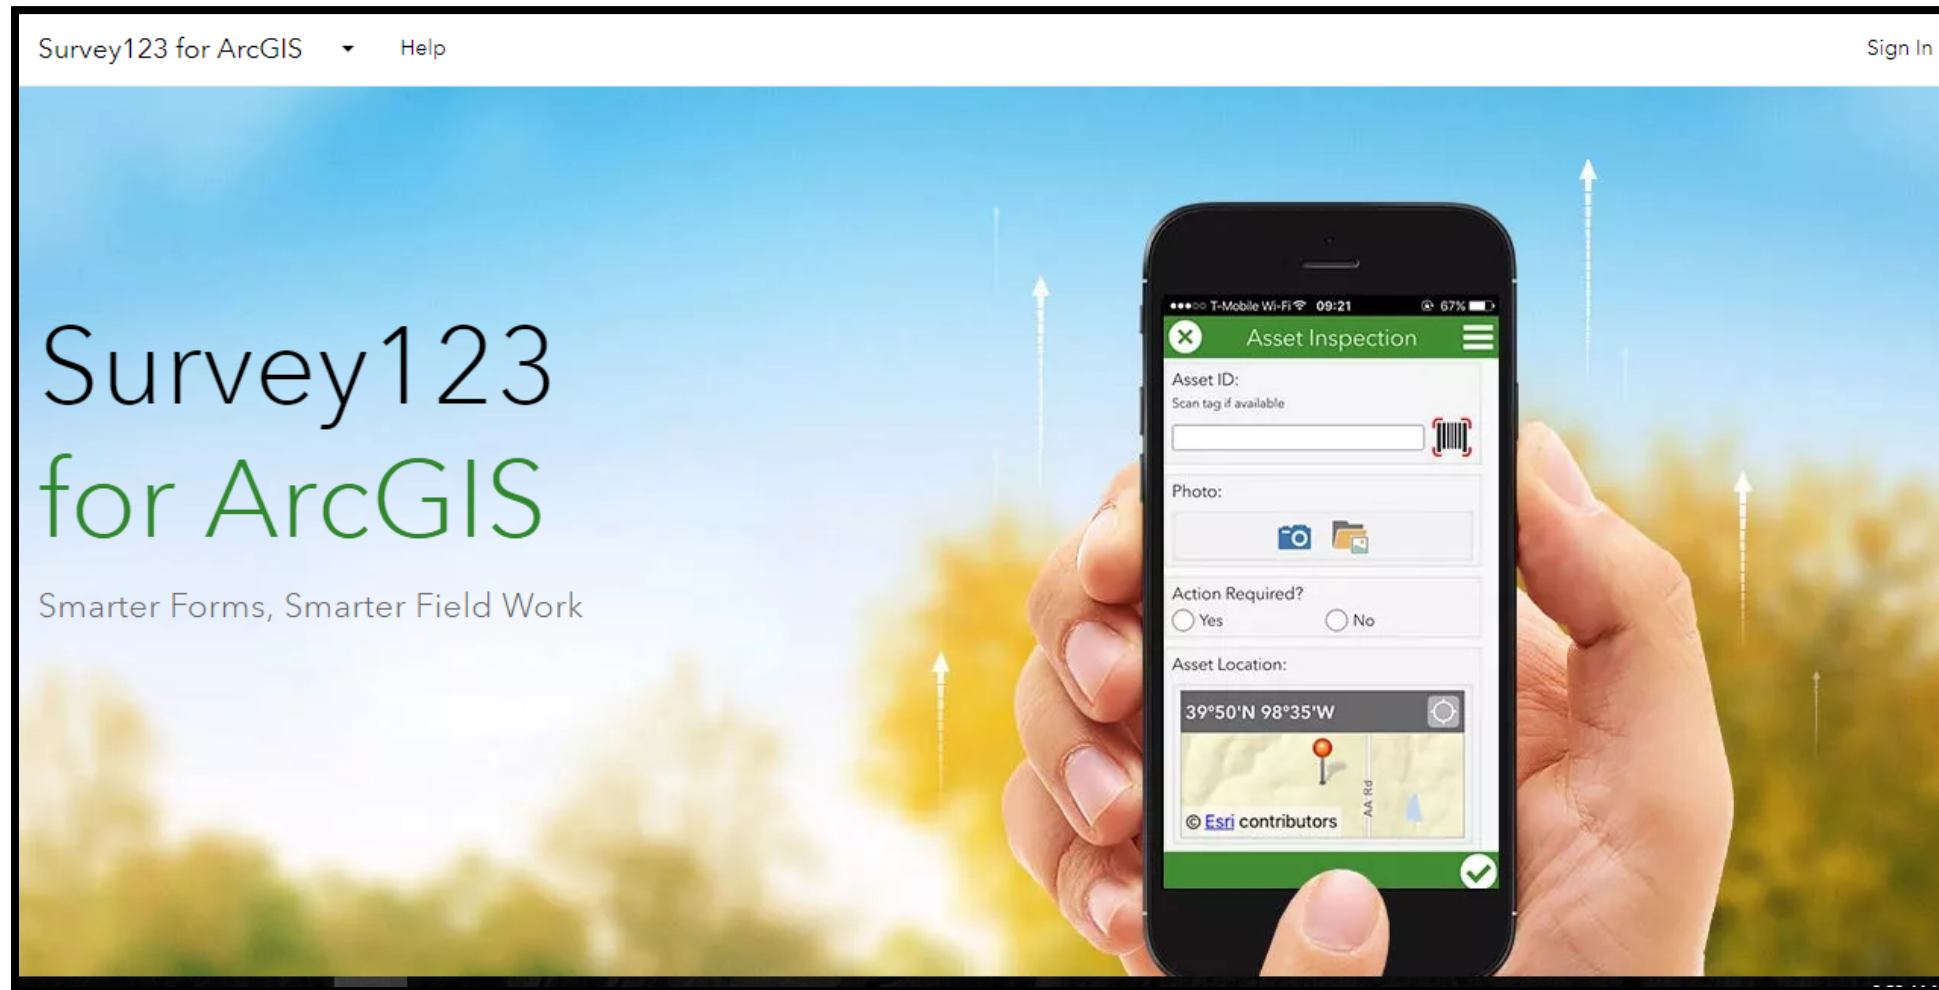 Survey123 for ArcGIS Help Sign In
Survey123
for ArcGIS
Smarter Forms, Smarter Field Work
T-Mobile Wi-Fi 09:21 67%
Asset Inspection
Asset ID:
Scan tag if available
Photo:
Action Required?
Yes No
Asset Location:
39°50'N 98°35'W
AA Rd
© Esri contributors